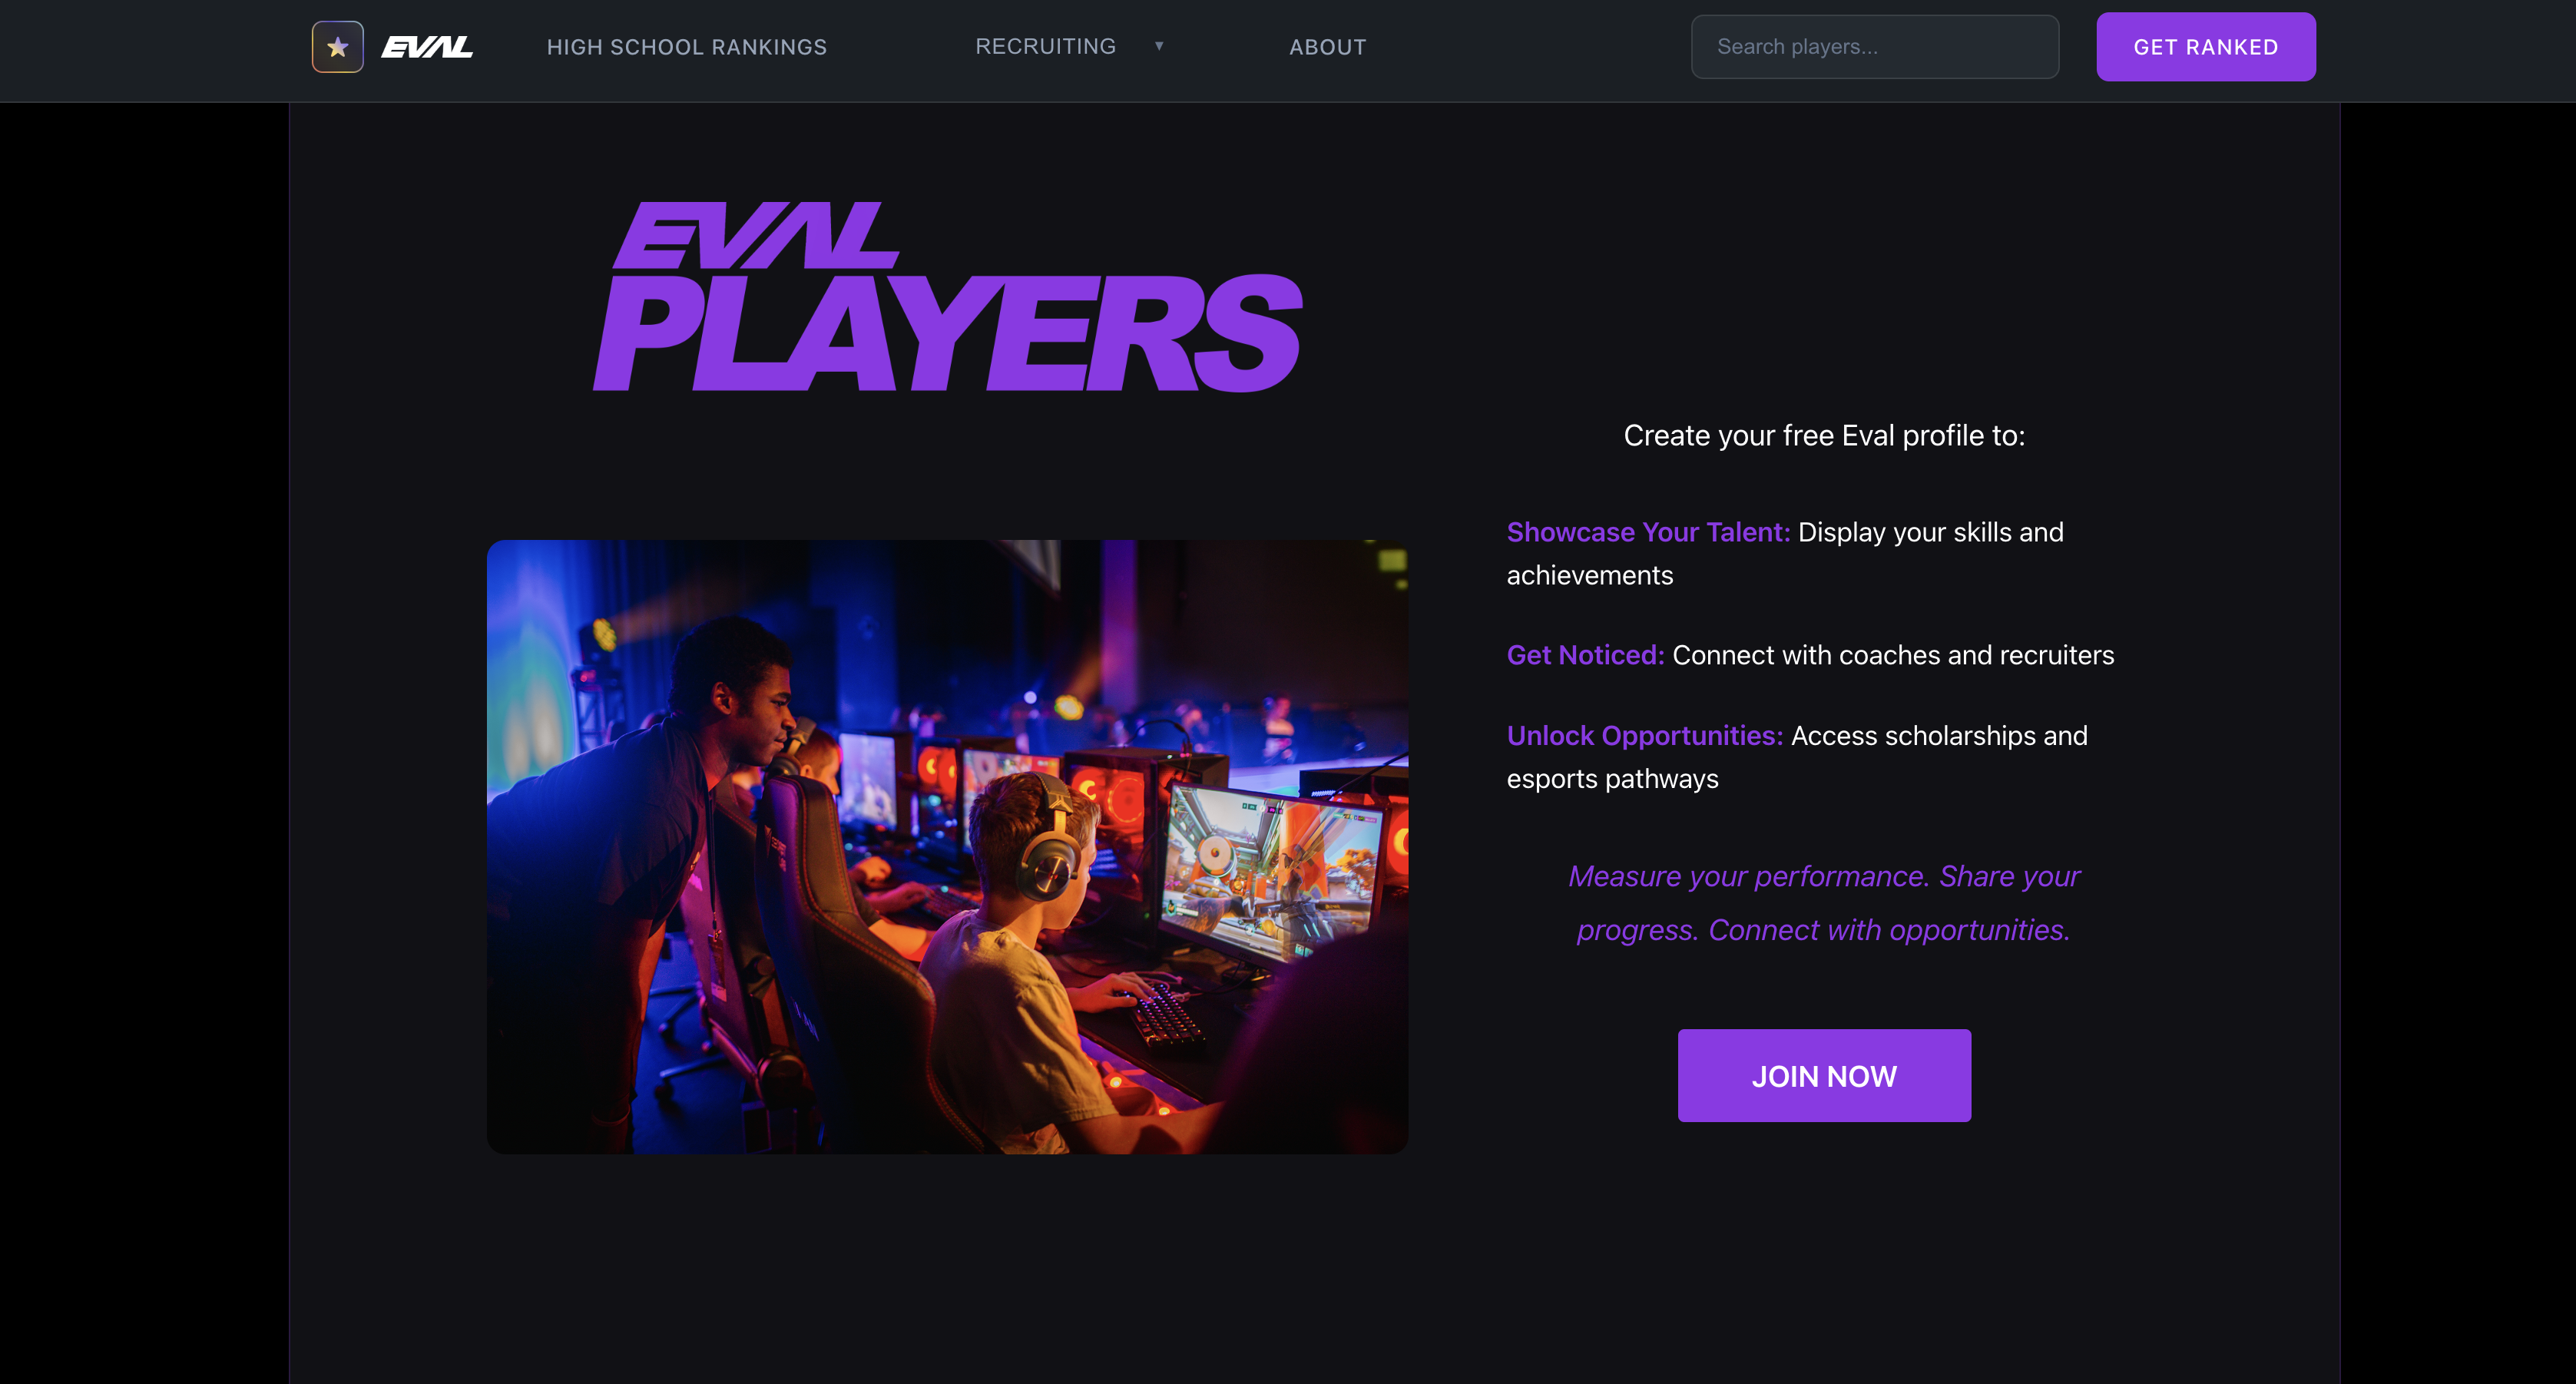 EVAL
HIGH SCHOOL RANKINGS
RECRUITING ▼
ABOUT
Search players...
GET RANKED
EVAL
PLAYERS
Create your free Eval profile to:
Showcase Your Talent: Display your skills and
achievements
Get Noticed: Connect with coaches and recruiters
Unlock Opportunities: Access scholarships and
esports pathways
Measure your performance. Share your
progress. Connect with opportunities.
JOIN NOW